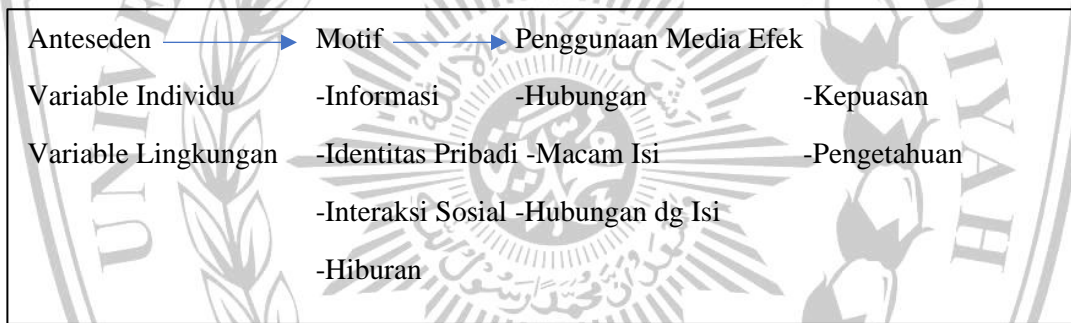 Anteseden Motif Penggunaan Media Efek
Variable Individu -Informasi -Hubungan -Kepuasan
Variable Lingkungan -Identitas Pribadi -Macam Isi -Pengetahuan
-Interaksi Sosial -Hubungan dg Isi
-Hiburan